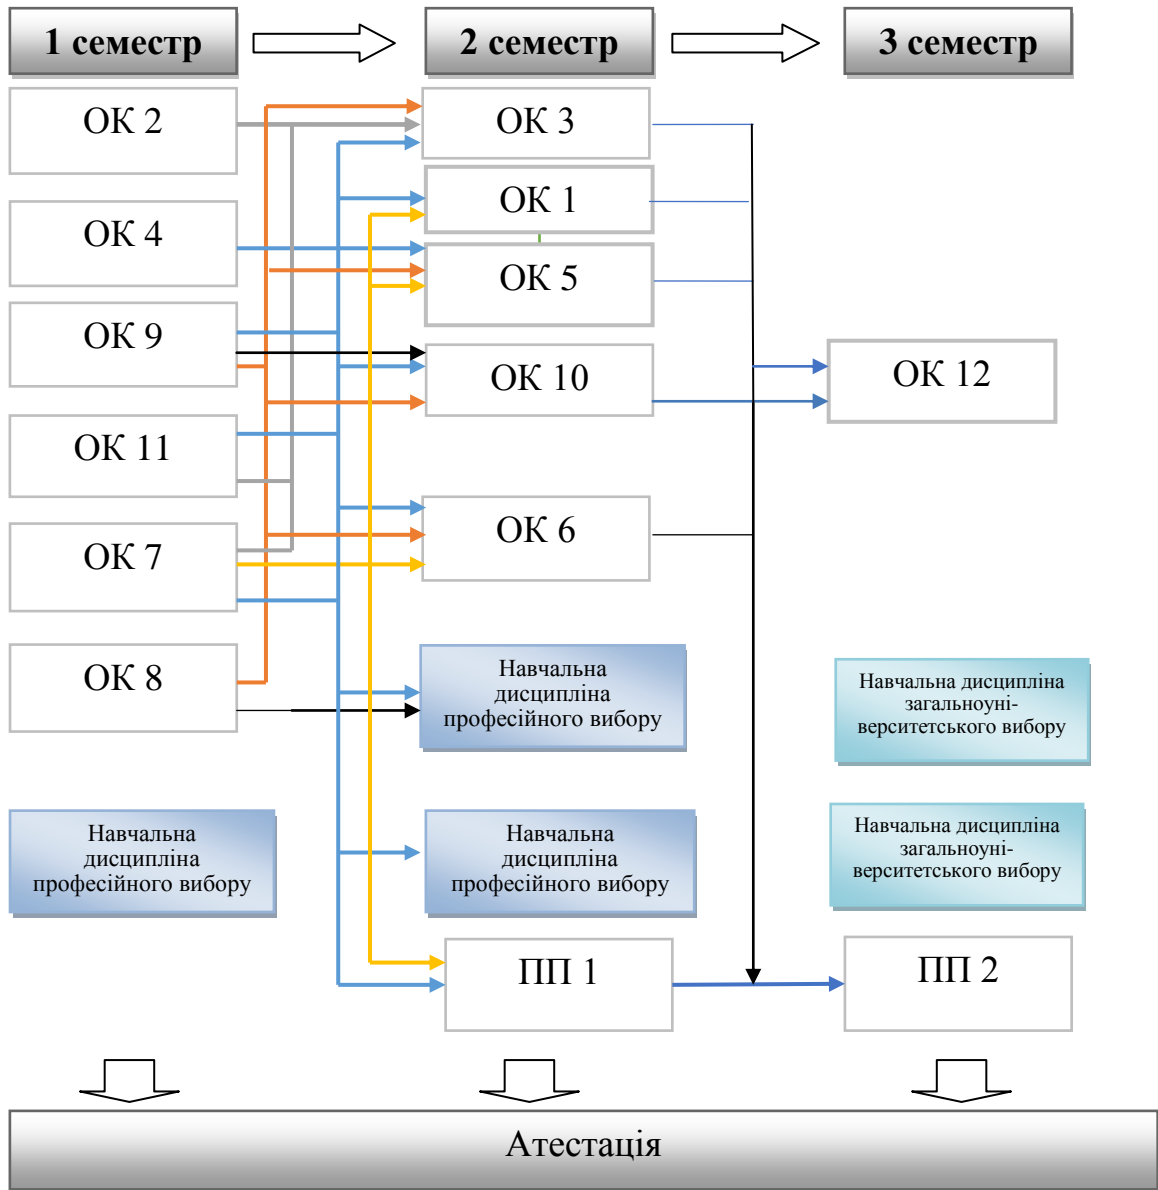 1 семестр
2 семестр
3 семестр
ОК 2
ОК 4
ОК 9
ОК 11
ОК 7
ОК 8
Навчальна
дисципліна
професійного вибору
ОК 3
ОК 1
ОК 5
ОК 10
ОК 6
Навчальна
дисципліна
професійного вибору
Навчальна
дисципліна
професійного вибору
ПП 1
ОК 12
Навчальна дисципліна
загальноуні-
верситетського вибору
Навчальна дисципліна
загальноуні-
верситетського вибору
ПП 2
Атестація